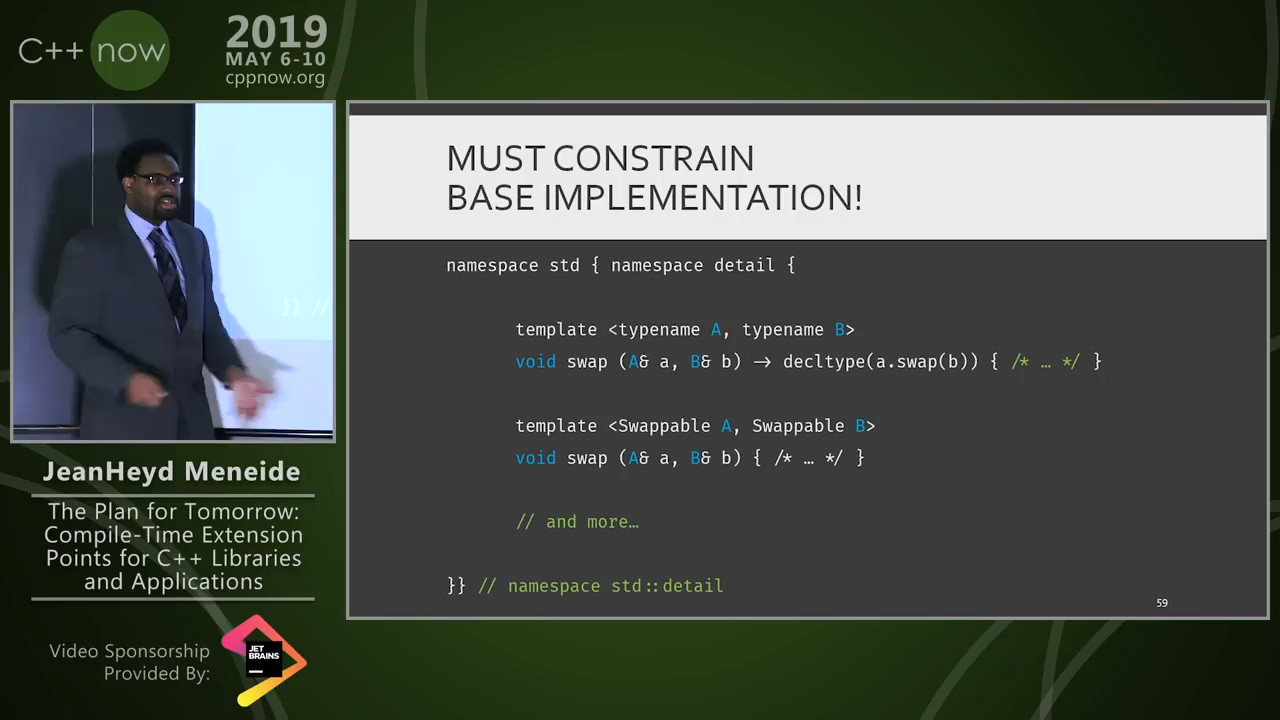 C++ now
2019
MAY 6-10
cppnow.org
}} //
JeanHeyd Meneide
The Plan for Tomorrow:
Compile-Time Extension
Points for C++ Libraries
and Applications
Video Sponsorship
Provided By:
JET
BRAINS
MUST CONSTRAIN
BASE IMPLEMENTATION!
namespace std { namespace detail {
template <typename A, typename B>
void swap (A& a, B& b) → decltype(a.swap(b)) { /* … */ }
template <Swappable A, Swappable B>
void swap (A& a, B& b) { /* … */ }
// and more…
}} // namespace std::detail
59